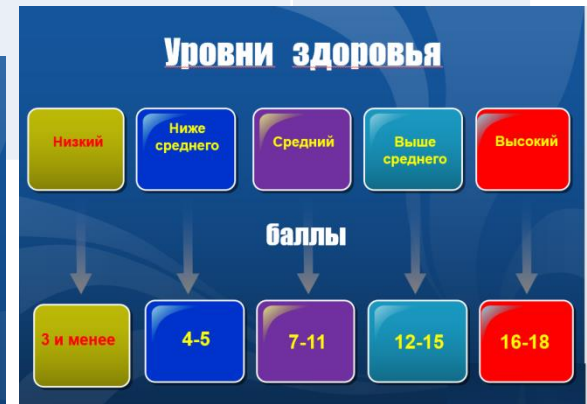 Уровни здоровья
Низкий
Ниже
среднего
Средний
Выше
среднего
Высокий
баллы
3 и менее
4-5
7-11
12-15
16-18